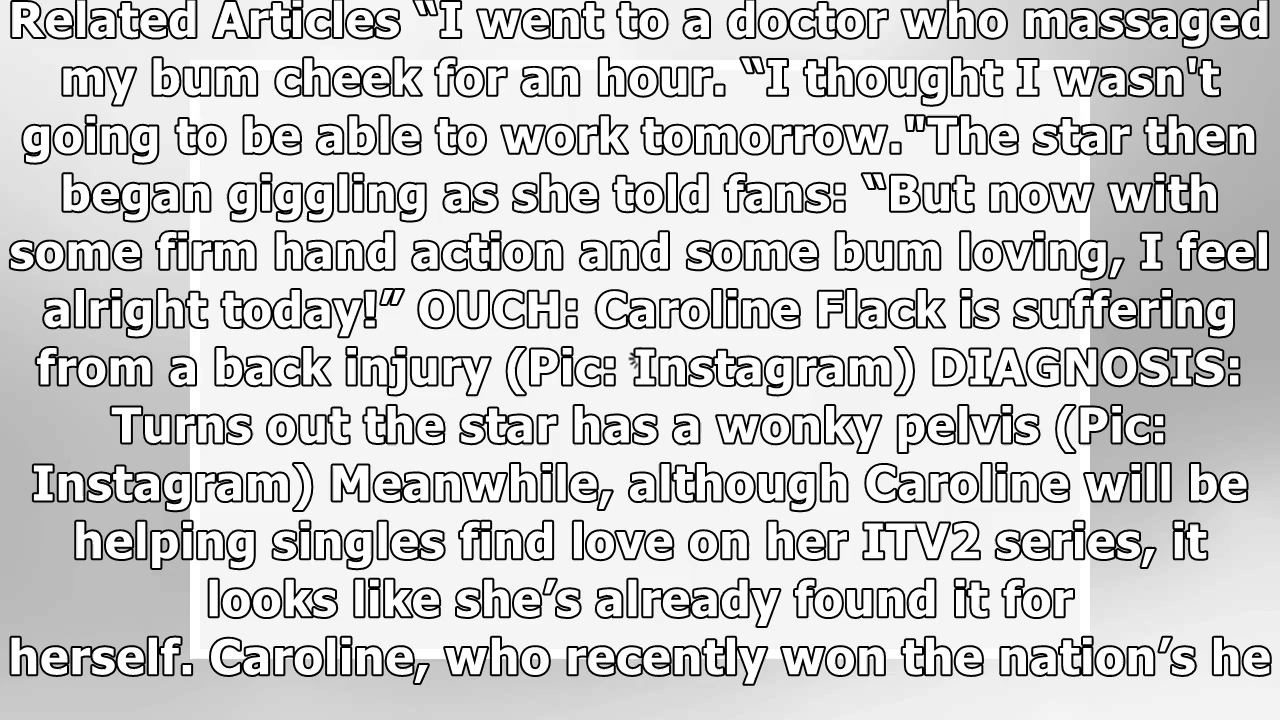 Related Articles “I went to a doctor who massaged
my bum cheek for an hour. “I thought I wasn't
going to be able to work tomorrow."The star then
began giggling as she told fans: “But now with
some firm hand action and some bum loving, I feel
alright today!” OUCH: Caroline Flack is suffering
from a back injury (Pic: Instagram) DIAGNOSIS:
Turns out the star has a wonky pelvis (Pic:
Instagram) Meanwhile, although Caroline will be
helping singles find love on her ITV2 series, it
looks like she’s already found it for
herself. Caroline, who recently won the nation’s he